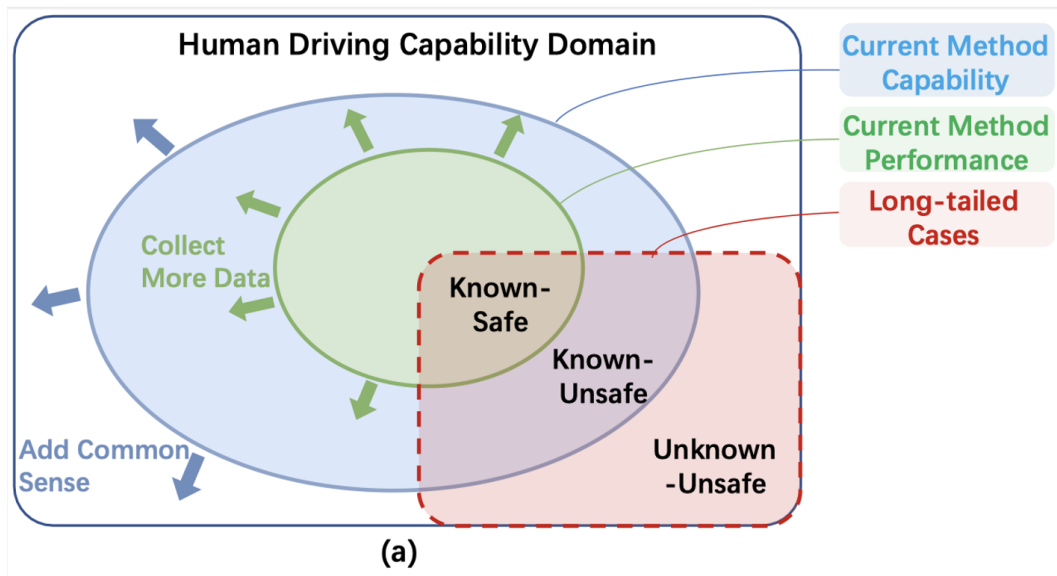 Human Driving Capability Domain
Current Method
Capability
Current Method
Performance
Long-tailed
Cases
Collect
More Data
Known-
Safe
Known-
Unsafe
Add Common
Sense
Unknown
-Unsafe
(a)